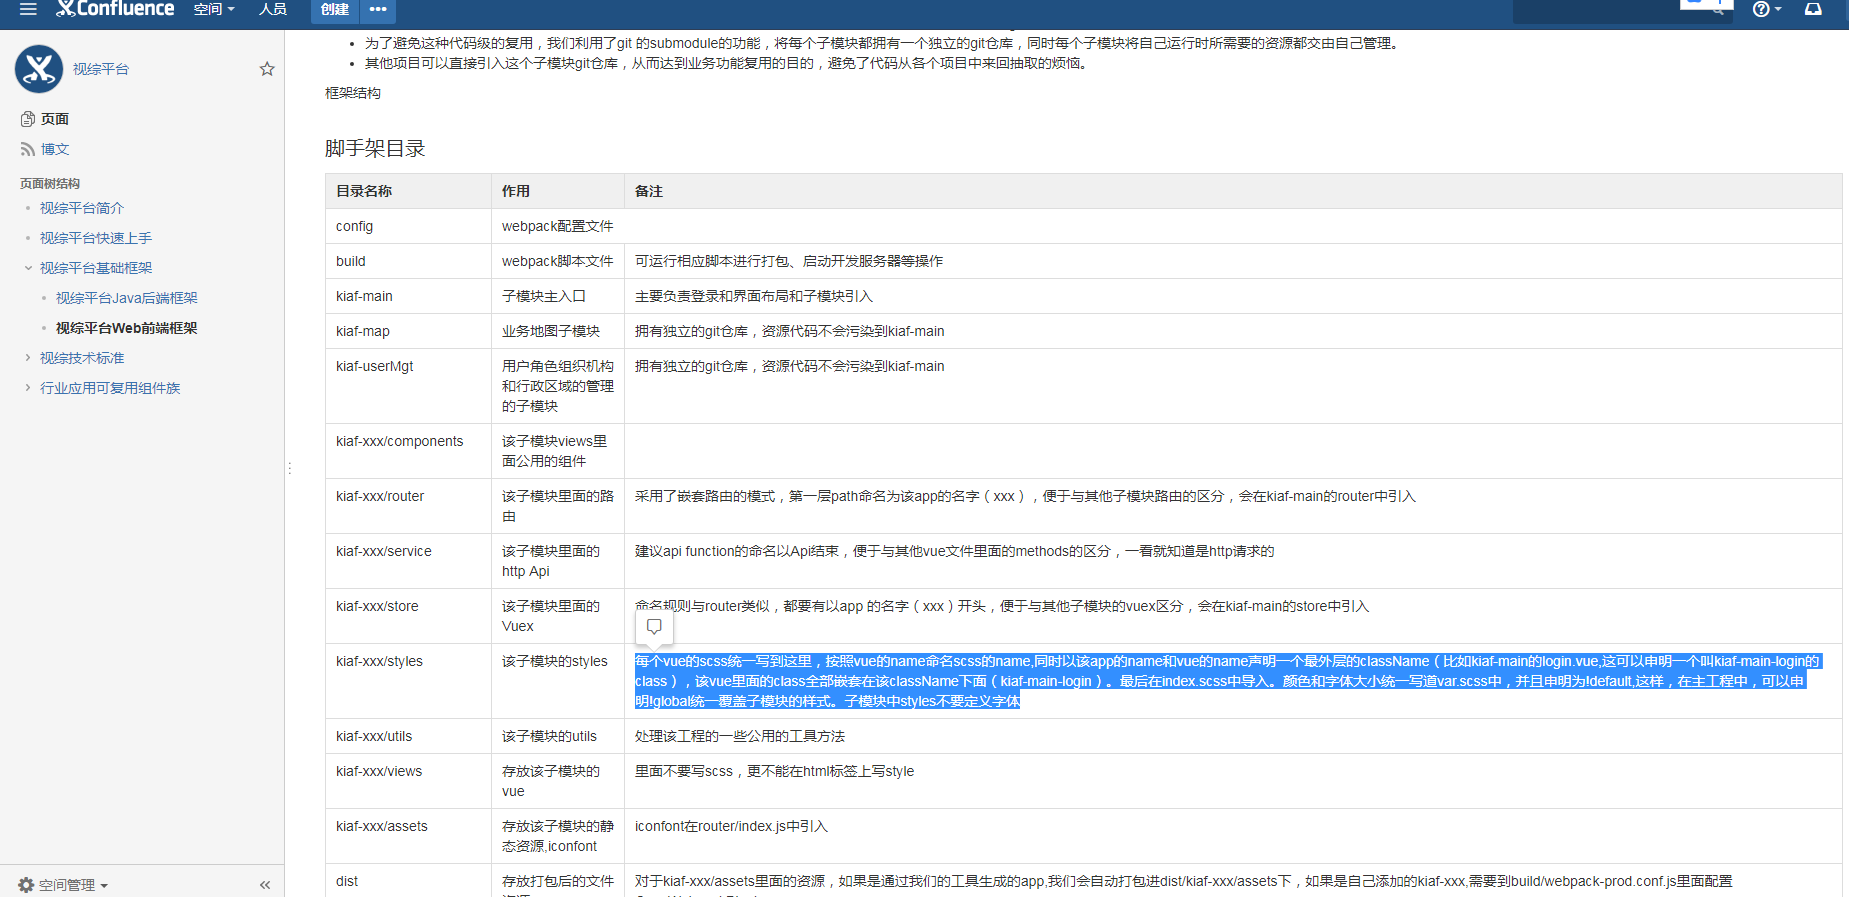 Confluence 空间 人员 创建 •••
视综平台
页面
博文
页面树结构
视综平台简介
视综平台快速上手
视综平台基础框架
视综平台Java后端框架
视综平台Web前端框架
视综技术标准
行业应用可复用组件族
空间管理
• 为了避免这种代码级的复用，我们利用了git 的submodule的功能，将每个子模块都拥有一个独立的git仓库，同时每个子模块将自己运行时所需要的资源都交由自己管理。
• 其他项目可以直接引入这个子模块git仓库，从而达到业务功能复用的目的，避免了代码从各个项目中来回抽取的烦恼。
框架结构
脚手架目录
目录名称 作用 备注
config webpack配置文件
build webpack脚本文件 可运行相应脚本进行打包、启动开发服务器等操作
kiaf-main 子模块主入口 主要负责登录和界面布局和子模块引入
kiaf-map 业务地图子模块 拥有独立的git仓库，资源代码不会污染到kiaf-main
kiaf-userMgt 用户角色组织机构 拥有独立的git仓库，资源代码不会污染到kiaf-main
和行政区域的管理
的子模块
kiaf-xxx/components 该子模块views里
面公用的组件
kiaf-xxx/router 该子模块里面的路 采用了嵌套路由的模式，第一层path命名为该app的名字（xxx），便于与其他子模块路由的区分，会在kiaf-main的router中引入
由
kiaf-xxx/service 该子模块里面的 建议api function的命名以Api结束，便于与其他vue文件里面的methods的区分，一看就知道是http请求的
http Api
kiaf-xxx/store 该子模块里面的 命名规则与router类似，都要有以app 的名字（xxx）开头，便于与其他子模块的vuex区分，会在kiaf-main的store中引入
Vuex
kiaf-xxx/styles 该子模块的styles 每个vue的scss统一写到这里，按照vue的name命名scss的name,同时以该app的name和vue的name声明一个最外层的className（比如kiaf-main的login.vue,这可以申明一个叫kiaf-main-login的
class），该vue里面的class全部嵌套在该className下面（kiaf-main-login）。最后在index.scss中导入。颜色和字体大小统一写道var.scss中，并且申明为!default,这样，在主工程中，可以申
明!global统一覆盖子模块的样式。子模块中styles不要定义字体
kiaf-xxx/utils 该子模块的utils 处理该工程的一些公用的工具方法
kiaf-xxx/views 存放该子模块的 里面不要写scss，更不能在html标签上写style
vue
kiaf-xxx/assets 存放该子模块的静 iconfont在router/index.js中引入
态资源,iconfont
dist 存放打包后的文件 对于kiaf-xxx/assets里面的资源，如果是通过我们的工具生成的app,我们会自动打包进dist/kiaf-xxx/assets下，如果是自己添加的kiaf-xxx,需要到build/webpack-prod.conf.js里面配置